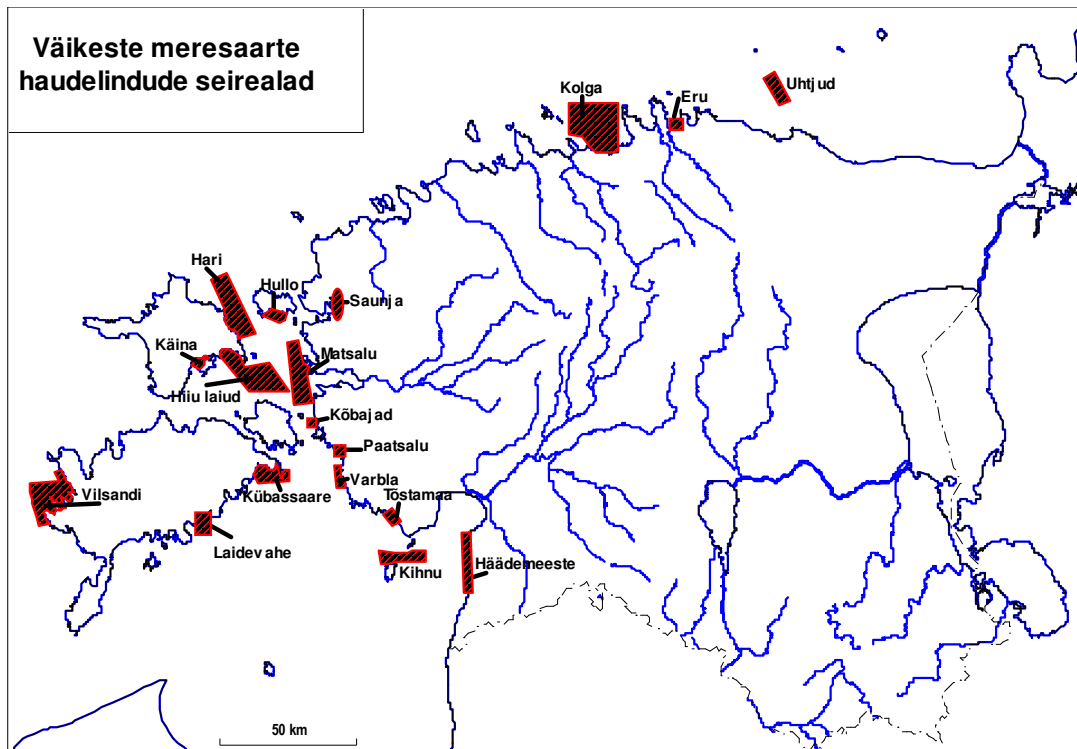 Väikeste meresaarte
haudelindude seirealad
Uhtjud
Kolga
Eru
Hari
Hullo
Saunja
Käina
Matsalu
Hiiu laiud
Kõbajad
Paatsalu
Varbla
Kübassaare
Vilsandi
Tõstamaa
Laidevahe
Kihnu
Häädemeeste
50 km